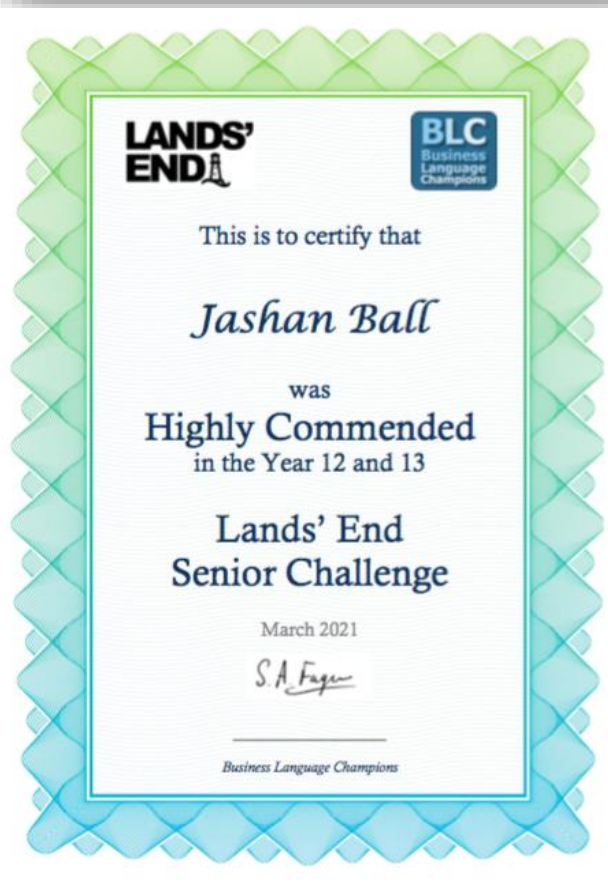 LANDS'
END
BLC
Business
Language
Champions
This is to certify that
Jashan Ball
was
Highly Commended
in the Year 12 and 13
Lands' End
Senior Challenge
March 2021
S.A.
Business Language Champions